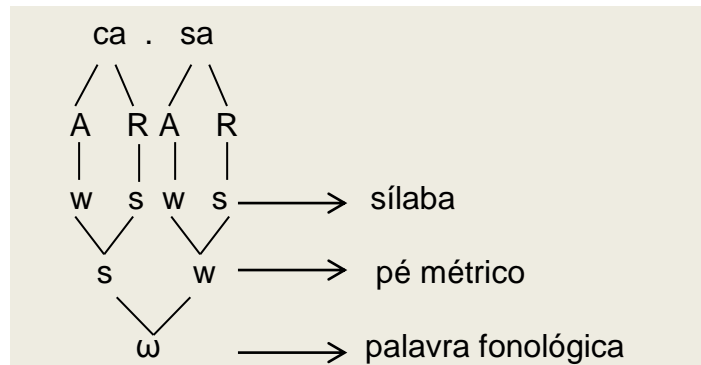 ca . sa
A R A R
w s w s sílaba
s w pé métrico
ω palavra fonológica